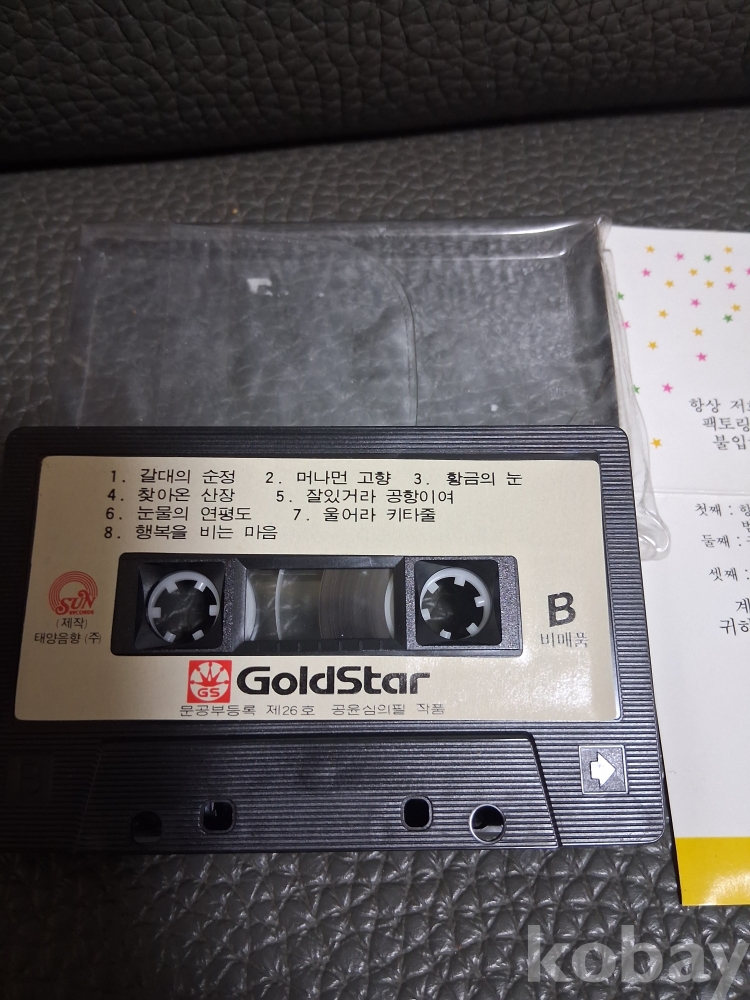 1. 갈대의 순정 2. 머나먼 고향 3. 황금의 눈
4. 찾아온 산장 5. 잘있거라 공항이여
6. 눈물의 연평도 7. 울어라 키타줄
8. 행복을 비는 마음
SUN
RECORDS
(제작)
태양음향 (주)
B
비매품
GS GoldStar
문공부등록 제26호 공윤심의필 작품
항상 저
팩토링
불입
첫째 :
둘째 :
셋째 :
계
귀하
kobay